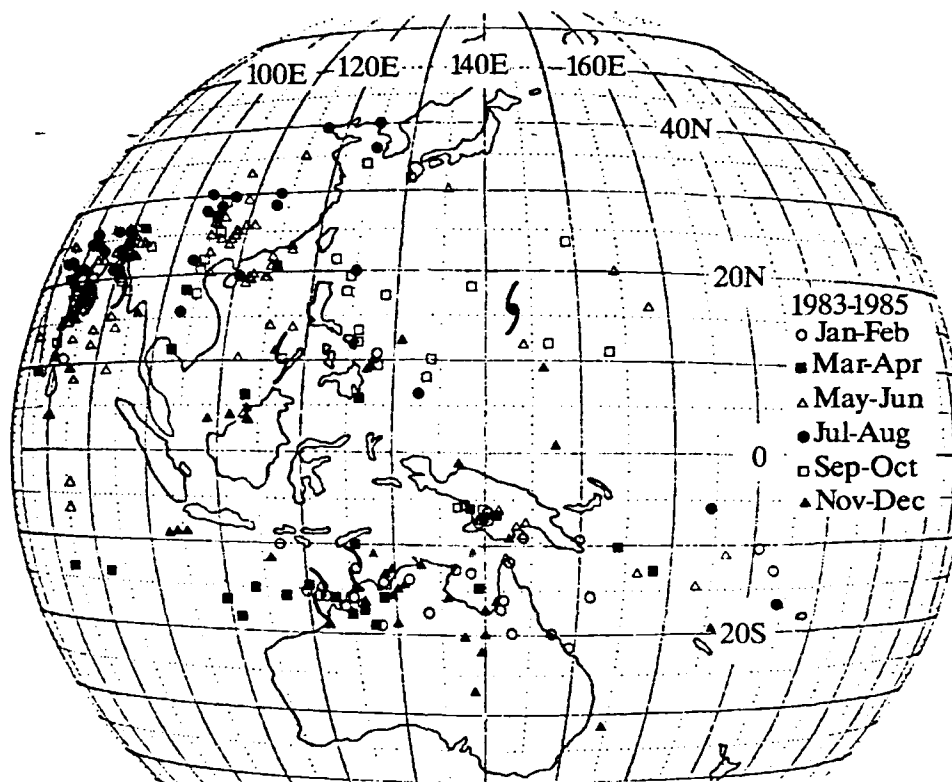 100E 120E 140E 160E
40N
20N
1983-1985
Jan-Feb
Mar-Apr
May-Jun
Jul-Aug
0
Sep-Oct
Nov-Dec
20S